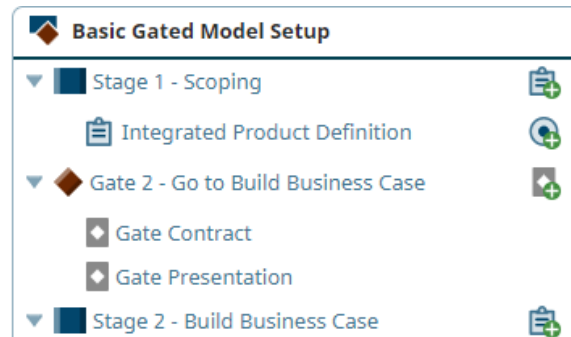 Basic Gated Model Setup
Stage 1 - Scoping
Integrated Product Definition
Gate 2 - Go to Build Business Case
Gate Contract
Gate Presentation
Stage 2 - Build Business Case